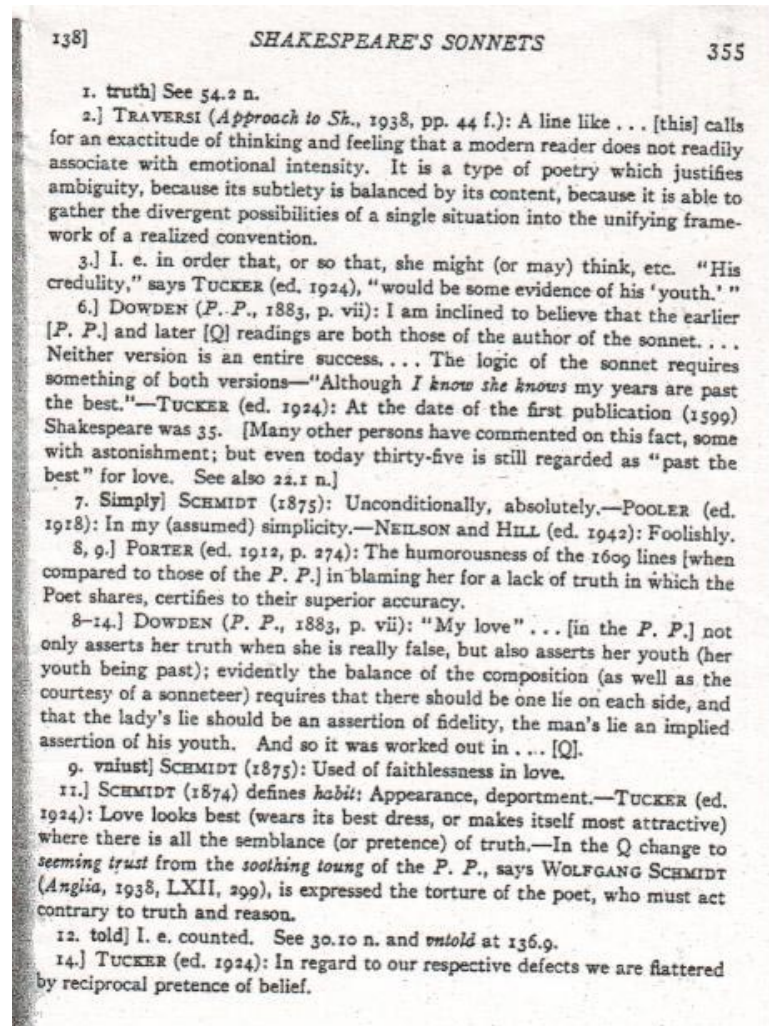 138] SHAKESPEARE'S SONNETS 355
1. truth] See 54.2 n.
2.] TRAVERSI (Approach to Sh., 1938, pp. 44 f.): A line like . . . [this] calls
for an exactitude of thinking and feeling that a modern reader does not readily
associate with emotional intensity. It is a type of poetry which justifies
ambiguity, because its subtlety is balanced by its content, because it is able to
gather the divergent possibilities of a single situation into the unifying frame-
work of a realized convention.
3.] I. e. in order that, or so that, she might (or may) think, etc. "His
credulity," says TUCKER (ed. 1924), "would be some evidence of his 'youth.' "
6.] DOWDEN (P. P., 1883, p. vii): I am inclined to believe that the earlier
[P. P.] and later [Q] readings are both those of the author of the sonnet. . . .
Neither version is an entire success. . . . The logic of the sonnet requires
something of both versions—"Although I know she knows my years are past
the best."—TUCKER (ed. 1924): At the date of the first publication (1599)
Shakespeare was 35. [Many other persons have commented on this fact, some
with astonishment; but even today thirty-five is still regarded as "past the
best" for love. See also 22.1 n.]
7. Simply] SCHMIDT (1875): Unconditionally, absolutely.—POOLER (ed.
1918): In my (assumed) simplicity.—NEILSON and HILL (ed. 1942): Foolishly.
8, 9.] PORTER (ed. 1912, p. 274): The humorousness of the 1609 lines [when
compared to those of the P. P.] in blaming her for a lack of truth in which the
Poet shares, certifies to their superior accuracy.
8–14.] DOWDEN (P. P., 1883, p. vii): "My love" . . . [in the P. P.] not
only asserts her truth when she is really false, but also asserts her youth (her
youth being past); evidently the balance of the composition (as well as the
courtesy of a sonneteer) requires that there should be one lie on each side, and
that the lady's lie should be an assertion of fidelity, the man's lie an implied
assertion of his youth. And so it was worked out in . . . [Q].
9. vniust] SCHMIDT (1875): Used of faithlessness in love.
11.] SCHMIDT (1874) defines habit: Appearance, deportment.—TUCKER (ed.
1924): Love looks best (wears its best dress, or makes itself most attractive)
where there is all the semblance (or pretence) of truth.—In the Q change to
seeming trust from the soothing toung of the P. P., says WOLFGANG SCHMIDT
(Anglia, 1938, LXII, 299), is expressed the torture of the poet, who must act
contrary to truth and reason.
12. told] I. e. counted. See 30.10 n. and vntold at 136.9.
14.] TUCKER (ed. 1924): In regard to our respective defects we are flattered
by reciprocal pretence of belief.